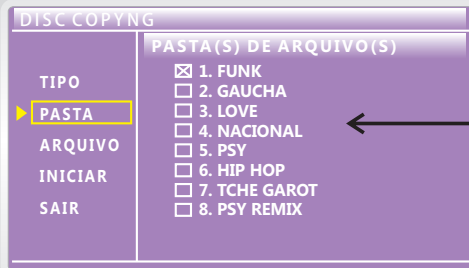 DISC COPYNG
PASTA(S) DE ARQUIVO(S)
TIPO
PASTA
ARQUIVO
INICIAR
SAIR
1. FUNK
2. GAUCHA
3. LOVE
4. NACIONAL
5. PSY
6. HIP HOP
7. TCHE GAROT
8. PSY REMIX